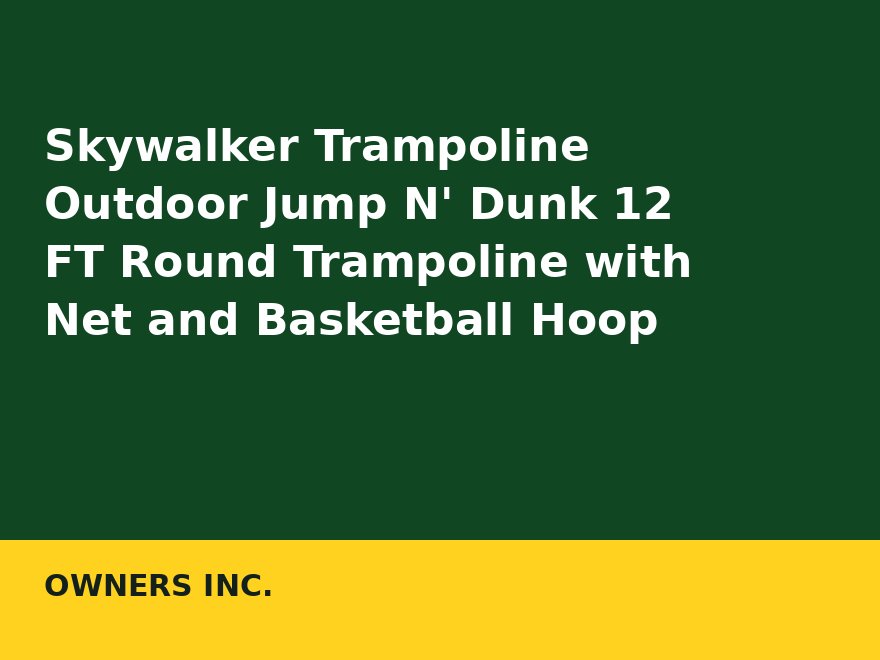 Skywalker Trampoline
Outdoor Jump N' Dunk 12
FT Round Trampoline with
Net and Basketball Hoop
OWNERS INC.